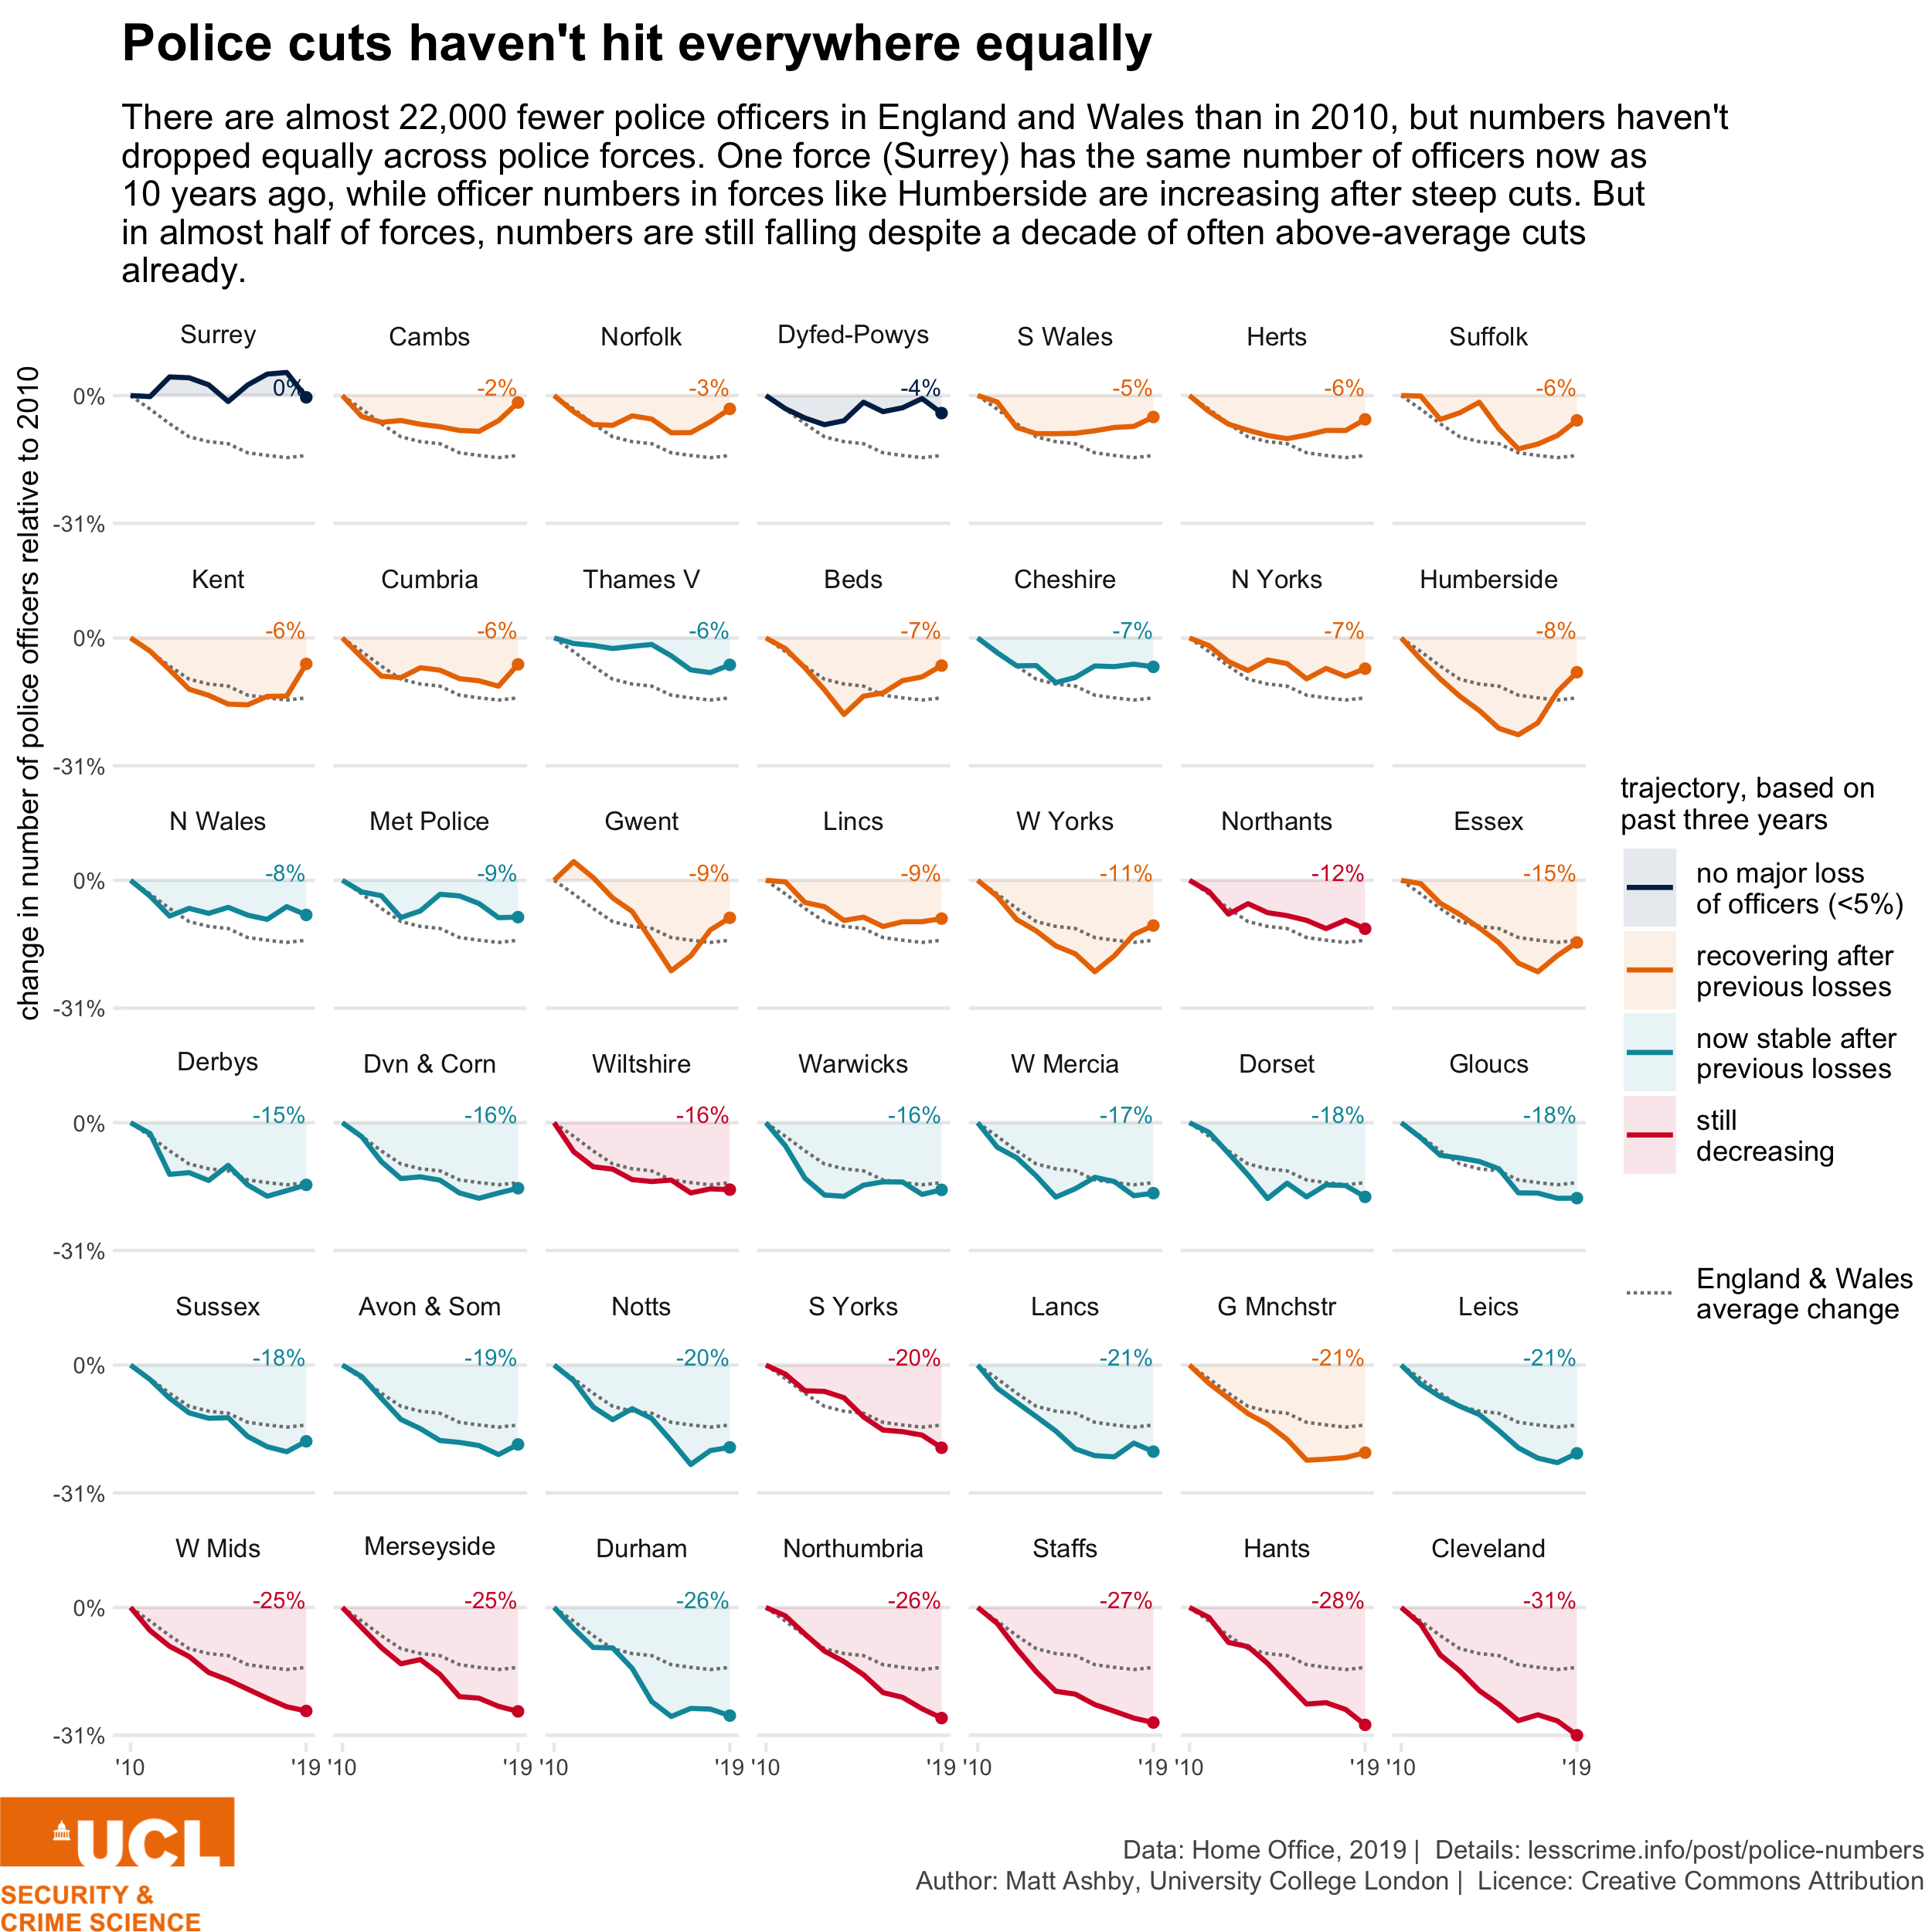 Police cuts haven't hit everywhere equally
There are almost 22,000 fewer police officers in England and Wales than in 2010, but numbers haven't
dropped equally across police forces. One force (Surrey) has the same number of officers now as
10 years ago, while officer numbers in forces like Humberside are increasing after steep cuts. But
in almost half of forces, numbers are still falling despite a decade of often above-average cuts
already.
change in number of police officers relative to 2010
Surrey Cambs Norfolk Dyfed-Powys S Wales Herts Suffolk
0% 0% -2% -3% -4% -5% -6% -6%
-31%
Kent Cumbria Thames V Beds Cheshire N Yorks Humberside
0% -6% -6% -6% -7% -7% -7% -8%
-31%
N Wales Met Police Gwent Lincs W Yorks Northants Essex
0% -8% -9% -9% -9% -11% -12% -15%
-31%
Derbys Dvn & Corn Wiltshire Warwicks W Mercia Dorset Gloucs
0% -15% -16% -16% -16% -17% -18% -18%
-31%
Sussex Avon & Som Notts S Yorks Lancs G Mnchstr Leics
0% -18% -19% -20% -20% -21% -21% -21%
-31%
W Mids Merseyside Durham Northumbria Staffs Hants Cleveland
0% -25% -25% -26% -26% -27% -28% -31%
-31%
'10 '19 '10 '19 '10 '19 '10 '19 '10 '19 '10 '19 '10 '19
trajectory, based on
past three years
no major loss
of officers (<5%)
recovering after
previous losses
now stable after
previous losses
still
decreasing
England & Wales
average change
UCL
SECURITY &
CRIME SCIENCE
Data: Home Office, 2019 | Details: lesscrime.info/post/police-numbers
Author: Matt Ashby, University College London | Licence: Creative Commons Attribution